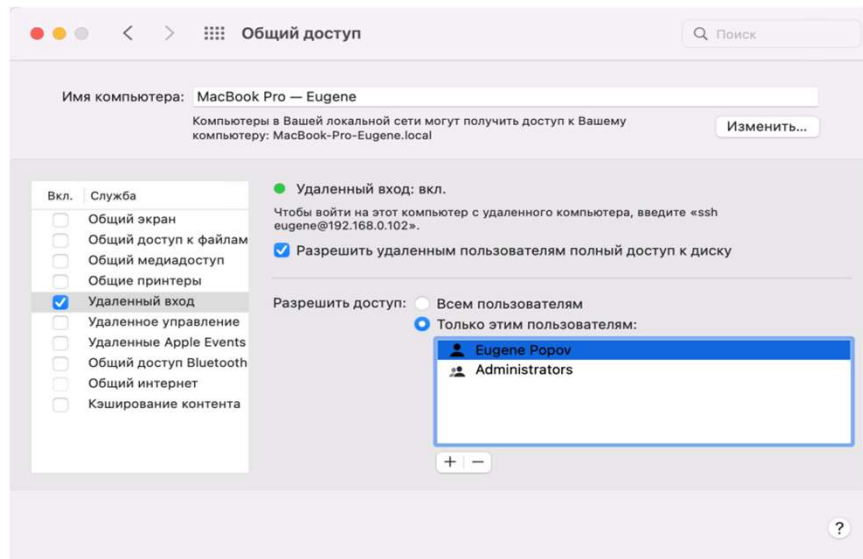 Общий доступ
Поиск
Имя компьютера: MacBook Pro — Eugene
Компьютеры в Вашей локальной сети могут получить доступ к Вашему
компьютеру: MacBook-Pro-Eugene.local
Изменить...
Вкл. Служба
Общий экран
Общий доступ к файлам
Общий медиадоступ
Общие принтеры
Удаленный вход
Удаленное управление
Удаленные Apple Events
Общий доступ Bluetooth
Общий интернет
Кэширование контента
Удаленный вход: вкл.
Чтобы войти на этот компьютер с удаленного компьютера, введите «ssh
eugene@192.168.0.102».
Разрешить удаленным пользователям полный доступ к диску
Разрешить доступ: Всем пользователям
Только этим пользователям:
Eugene Popov
Administrators
+ −
?